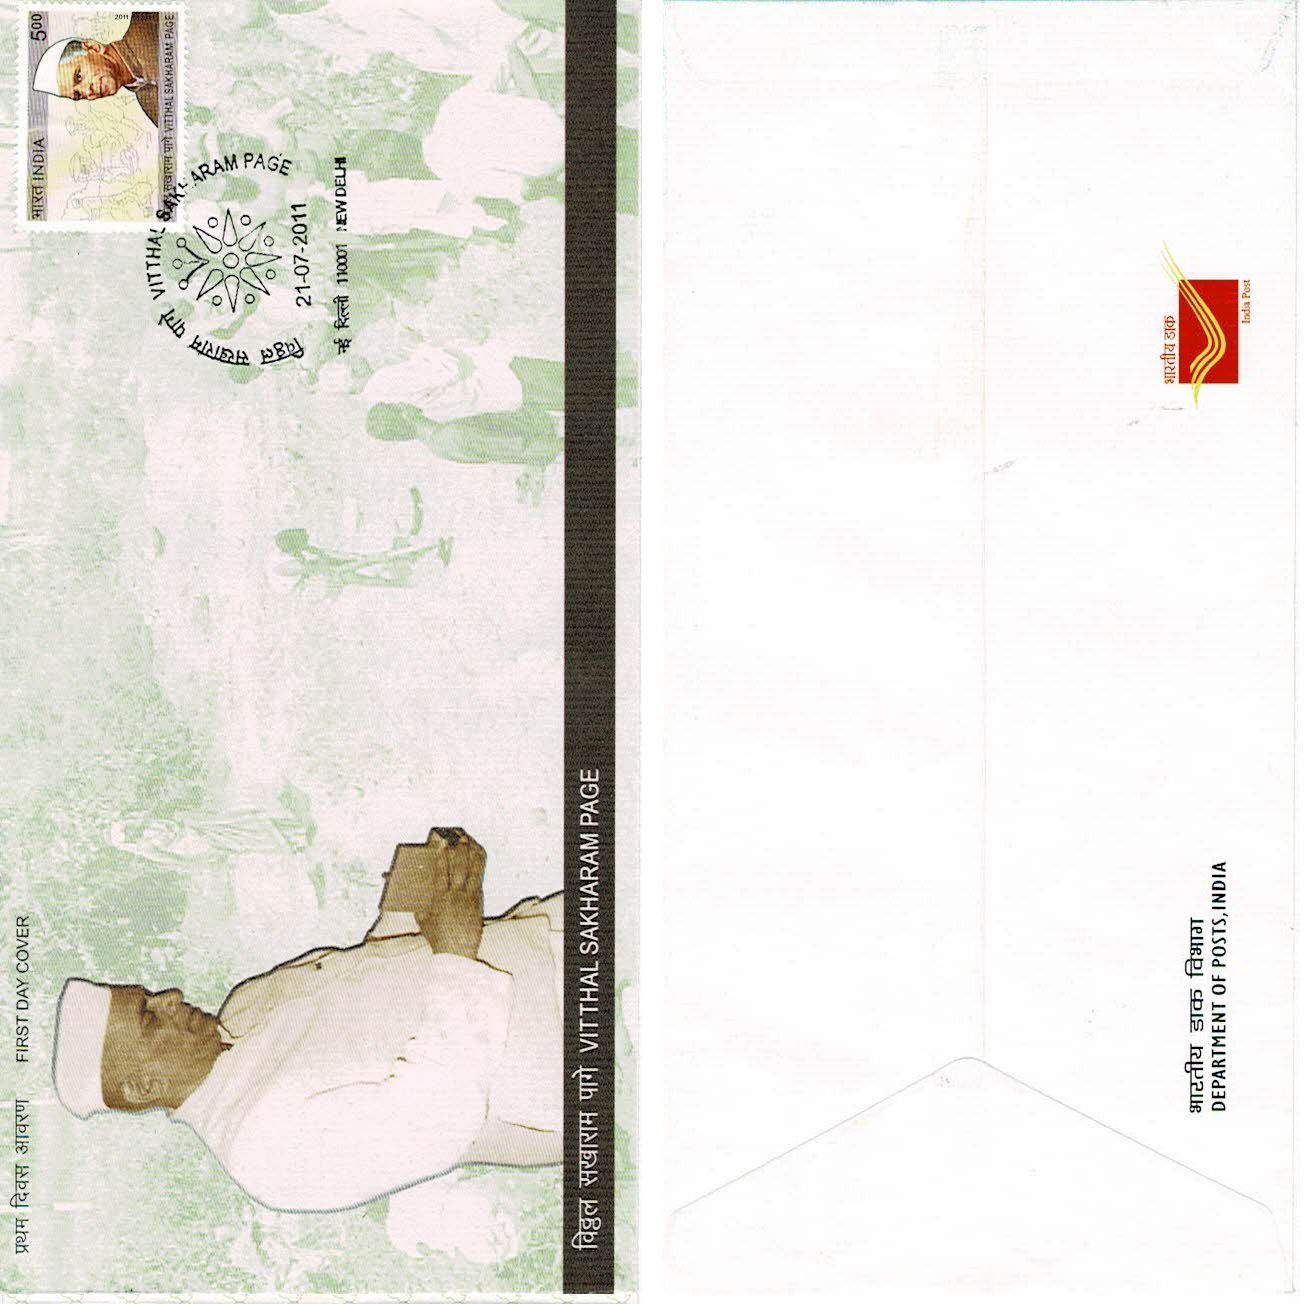 प्रथम दिवस आवरण FIRST DAY COVER
भारत INDIA 500
2011
विठ्ठल सखाराम पागे VITTHAL SAKHARAM PAGE
विठ्ठल सखाराम पागे VITTHAL SAKHARAM PAGE
21-07-2011
नई दिल्ली 110001 NEW DELHI
विठ्ठल सखाराम पागे VITTHAL SAKHARAM PAGE
भारतीय डाक विभाग
DEPARTMENT OF POSTS, INDIA
भारतीय डाक
India Post